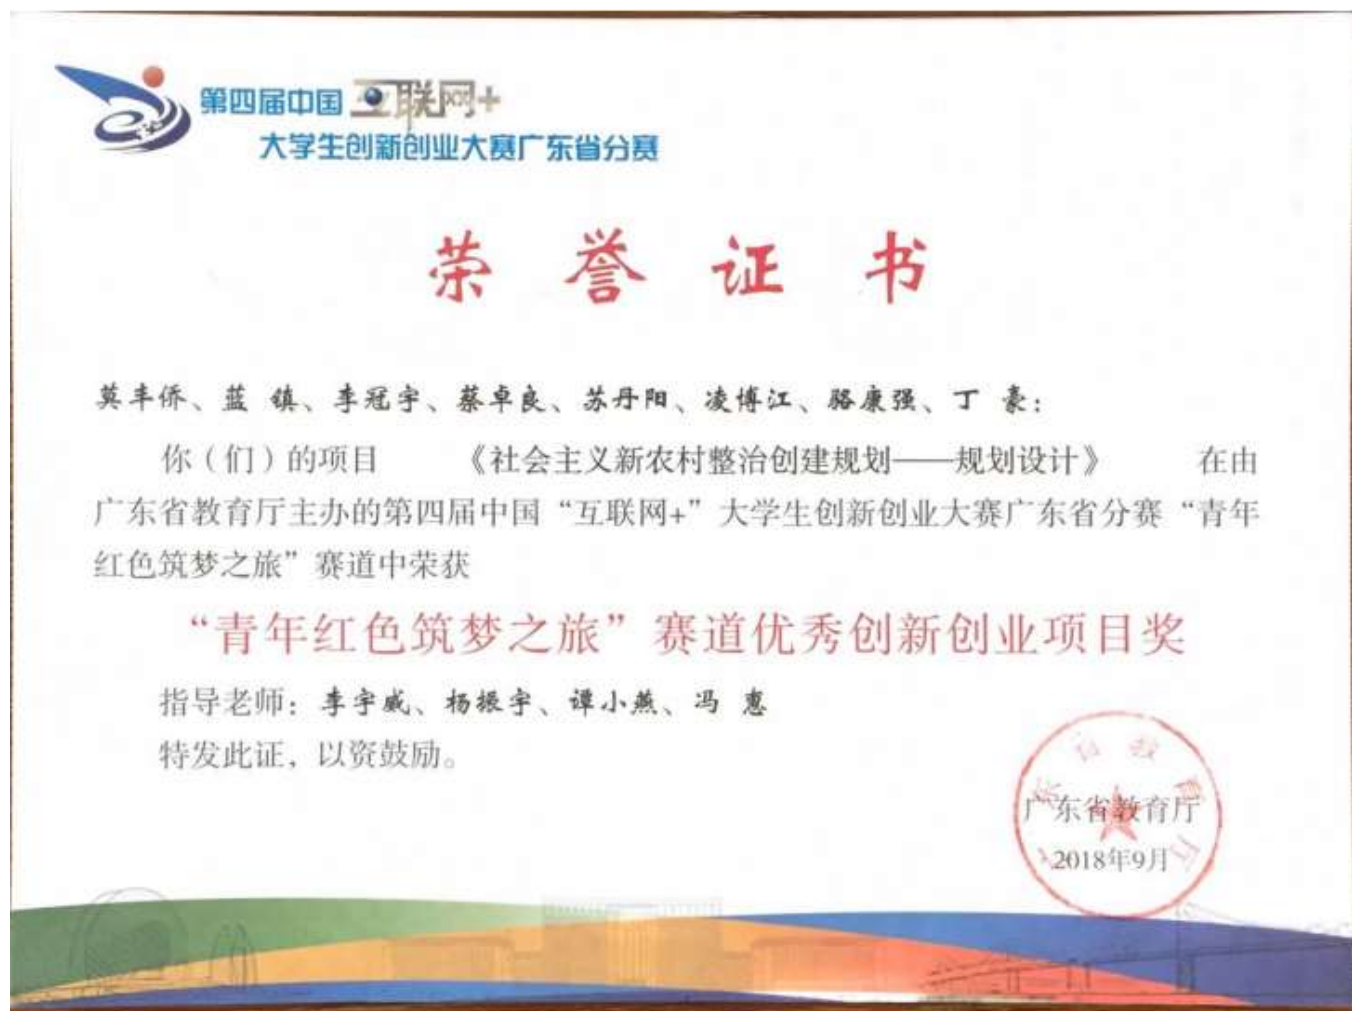 第四届中国互联网+
大学生创新创业大赛广东省分赛
荣誉证书
莫丰侨、蓝 镇、李冠宇、蔡卓良、苏丹阳、凌博江、骆康强、丁 豪：
你（们）的项目 《社会主义新农村整治创建规划——规划设计》 在由
广东省教育厅主办的第四届中国“互联网+”大学生创新创业大赛广东省分赛“青年
红色筑梦之旅”赛道中荣获
“青年红色筑梦之旅”赛道优秀创新创业项目奖
指导老师：李宇威、杨振宇、谭小燕、冯 惠
特发此证，以资鼓励。
广东省教育厅
广东省教育厅
2018年9月